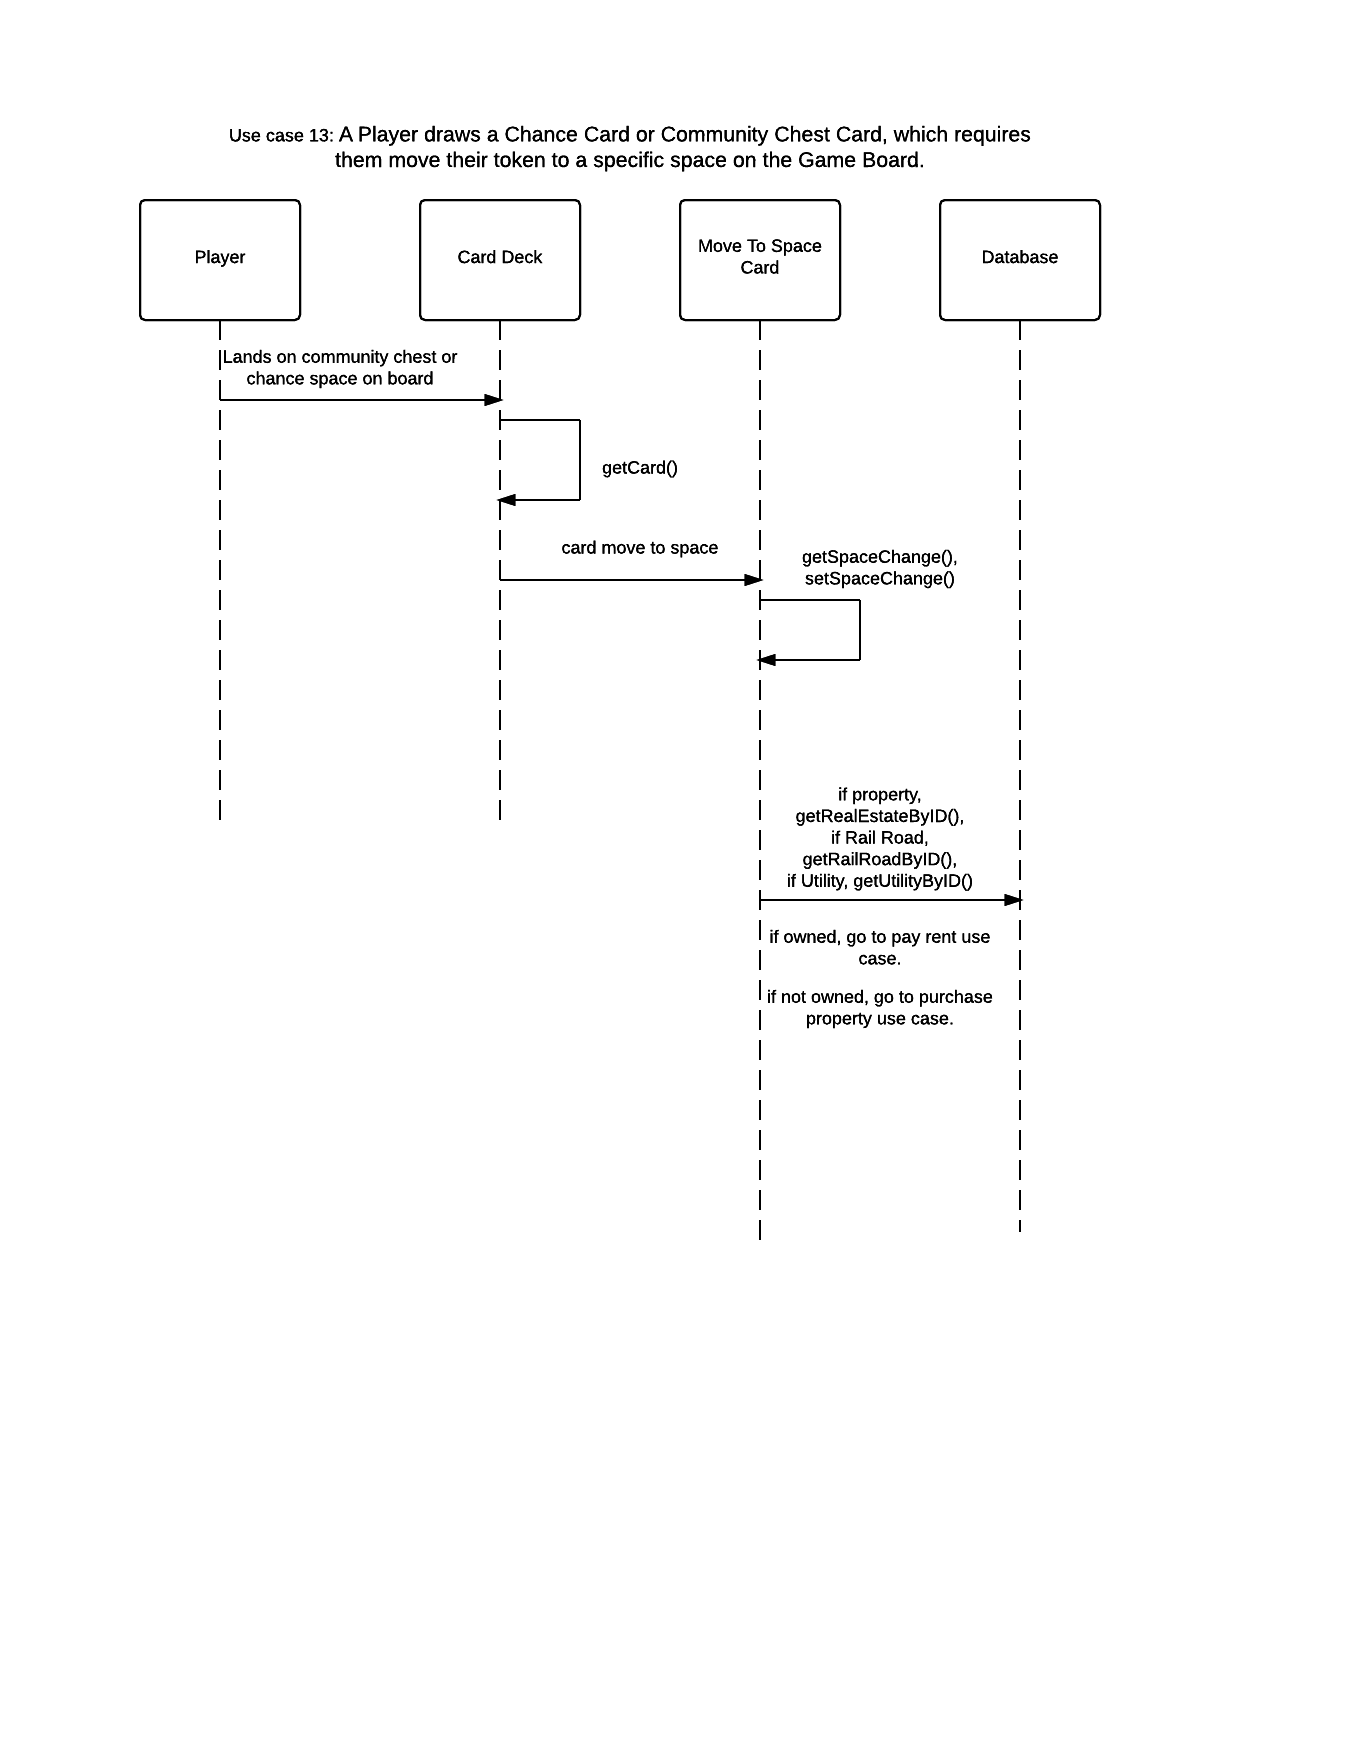 Use case 13: A Player draws a Chance Card or Community Chest Card, which requires
them move their token to a specific space on the Game Board.
Player
Card Deck
Move To Space
Card
Database
Lands on community chest or
chance space on board
getCard()
card move to space
getSpaceChange(),
setSpaceChange()
if property,
getRealEstateByID(),
if Rail Road,
getRailRoadByID(),
if Utility, getUtilityByID()
if owned, go to pay rent use
case.
if not owned, go to purchase
property use case.